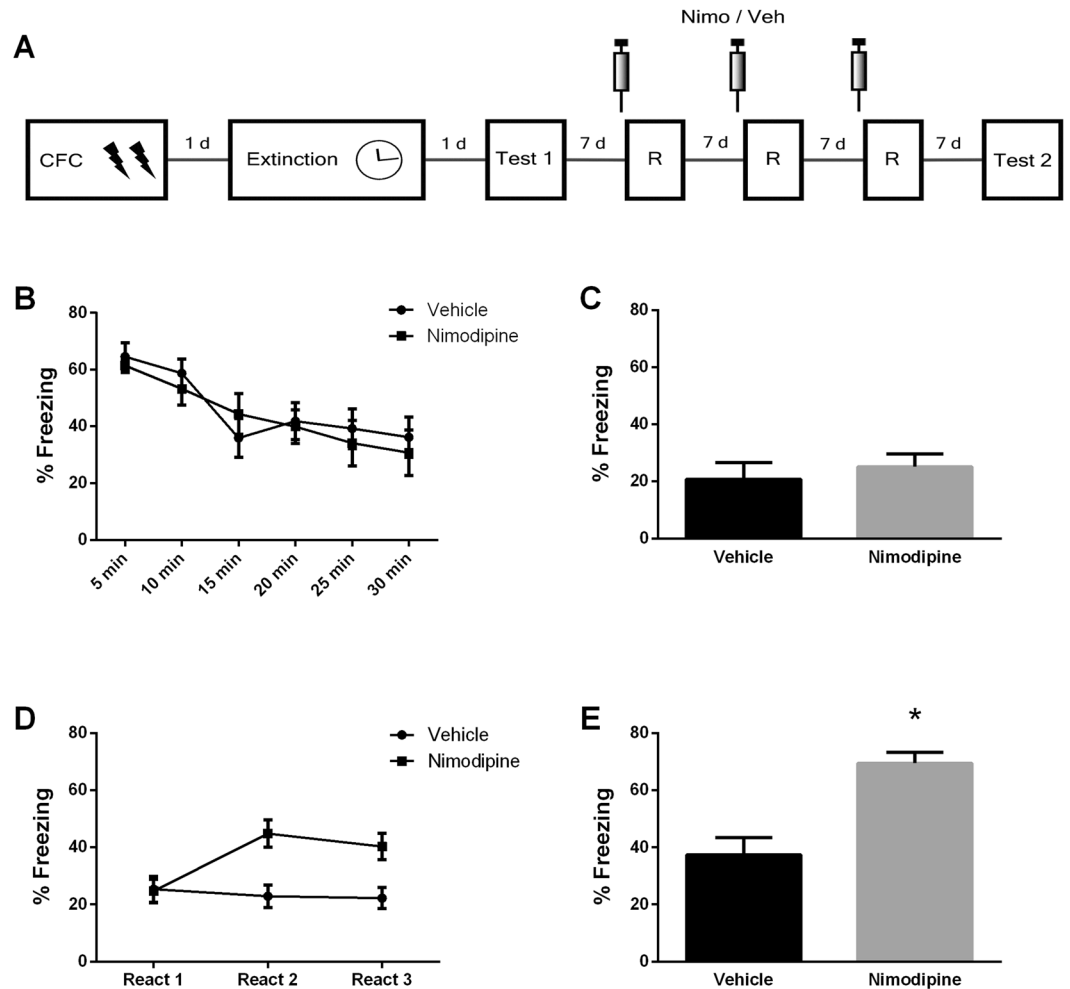 A
Nimo / Veh
CFC
1 d
Extinction
1 d
Test 1
7 d
R
7 d
R
7 d
R
7 d
Test 2
B
% Freezing
80
60
40
20
0
5 min
10 min
15 min
20 min
25 min
30 min
Vehicle
Nimodipine
C
% Freezing
80
60
40
20
0
Vehicle
Nimodipine
D
% Freezing
80
60
40
20
0
React 1
React 2
React 3
Vehicle
Nimodipine
E
% Freezing
80
60
40
20
0
*
Vehicle
Nimodipine